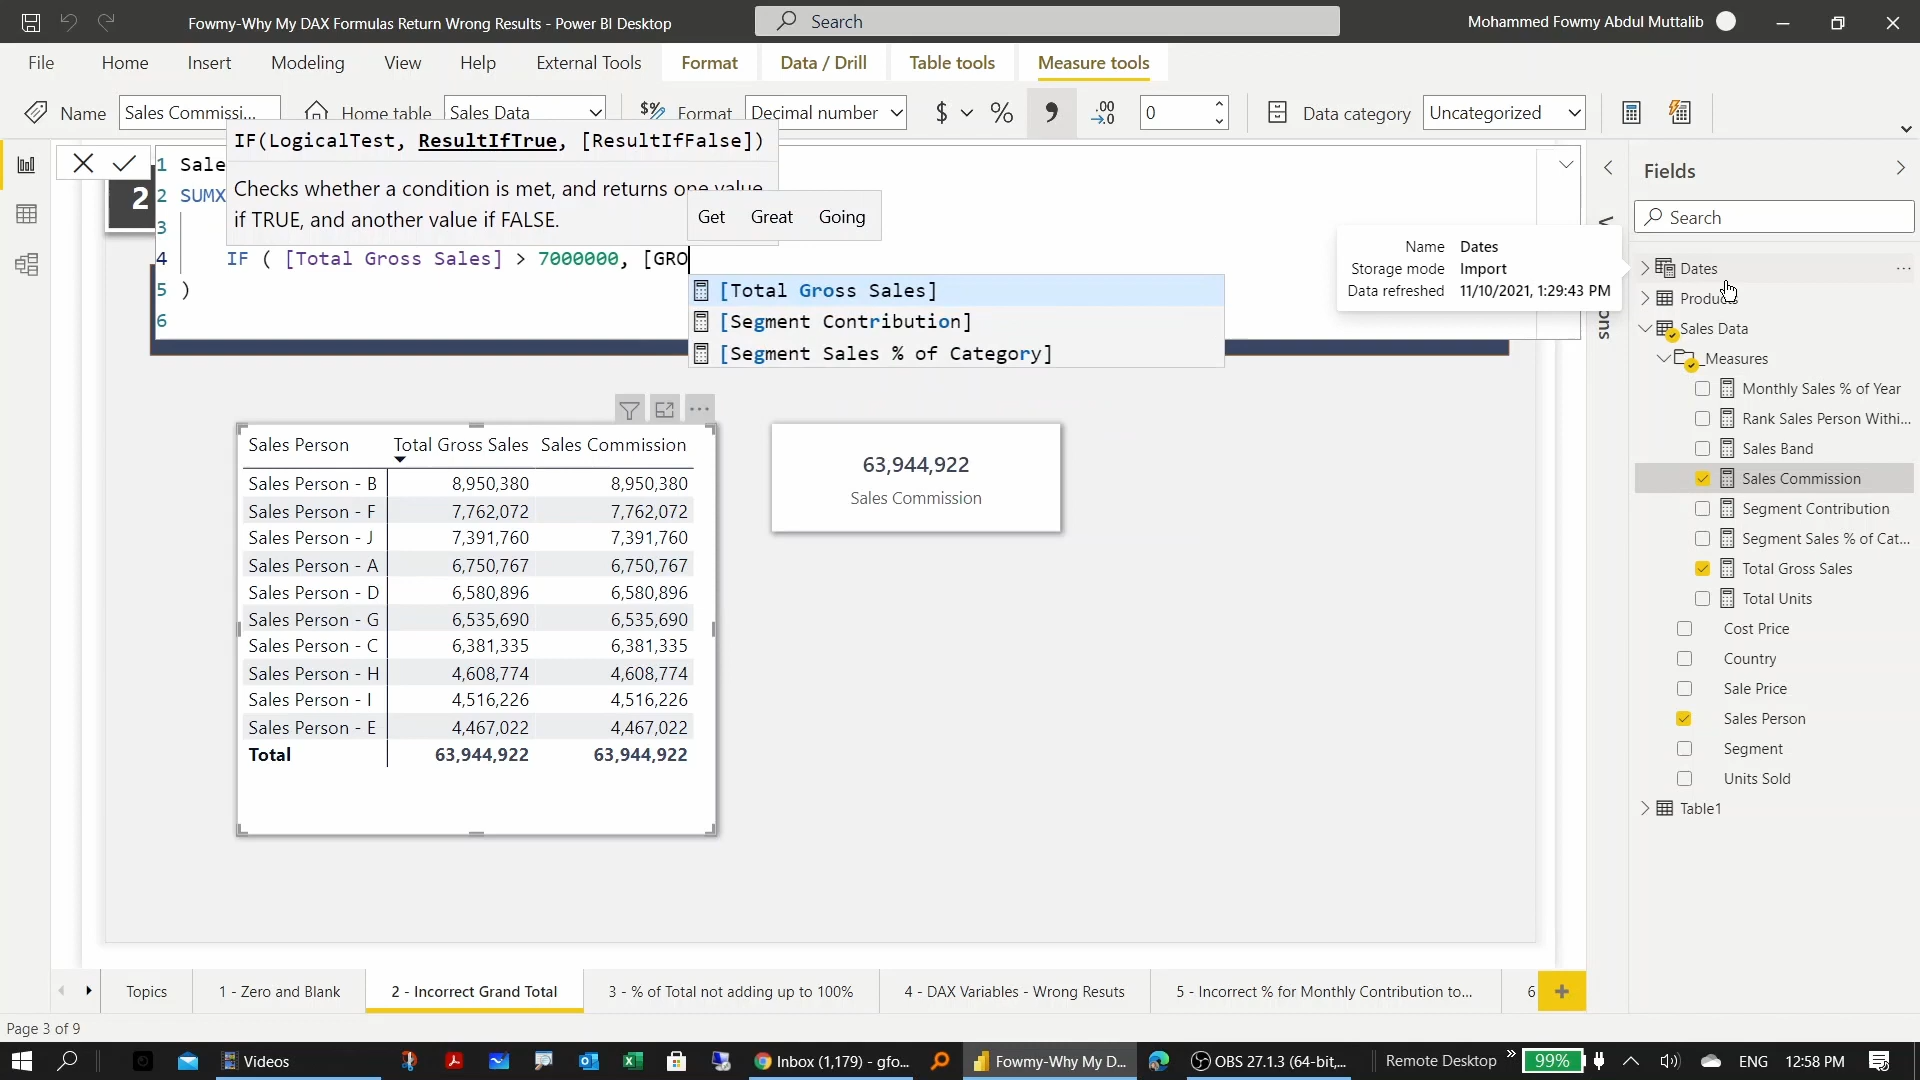 Fowmy-Why My DAX Formulas Return Wrong Results - Power BI Desktop
Search
Mohammed Fowmy Abdul Muttalib
File
Home
Insert
Modeling
View
Help
External Tools
Format
Data / Drill
Table tools
Measure tools
Name
Sales Commissi...
Home table
Sales Data
Format
Decimal number
$
%
0
Data category
Uncategorized
IF(LogicalTest, ResultIfTrue, [ResultIfFalse])
Checks whether a condition is met, and returns one value
if TRUE, and another value if FALSE.
Get Great Going
2
1 Sale
2 SUMX
3
4 IF ( [Total Gross Sales] > 7000000, [GRO
5 )
6
[Total Gross Sales]
[Segment Contribution]
[Segment Sales % of Category]
Name Dates
Storage mode Import
Data refreshed 11/10/2021, 1:29:43 PM
Fields
Search
Dates
Sales Data
_Measures
Monthly Sales % of Year
Rank Sales Person Withi...
Sales Band
Sales Commission
Segment Contribution
Segment Sales % of Cat...
Total Gross Sales
Total Units
Cost Price
Country
Sale Price
Sales Person
Segment
Units Sold
Table1
Sales Person Total Gross Sales Sales Commission
Sales Person - B 8,950,380 8,950,380
Sales Person - F 7,762,072 7,762,072
Sales Person - J 7,391,760 7,391,760
Sales Person - A 6,750,767 6,750,767
Sales Person - D 6,580,896 6,580,896
Sales Person - G 6,535,690 6,535,690
Sales Person - C 6,381,335 6,381,335
Sales Person - H 4,608,774 4,608,774
Sales Person - I 4,516,226 4,516,226
Sales Person - E 4,467,022 4,467,022
Total 63,944,922 63,944,922
63,944,922
Sales Commission
Topics
1 - Zero and Blank
2 - Incorrect Grand Total
3 - % of Total not adding up to 100%
4 - DAX Variables - Wrong Resuts
5 - Incorrect % for Monthly Contribution to...
6
Page 3 of 9
Videos
Inbox (1,179) - gfo...
Fowmy-Why My D...
OBS 27.1.3 (64-bit,...
Remote Desktop
99%
ENG
12:58 PM